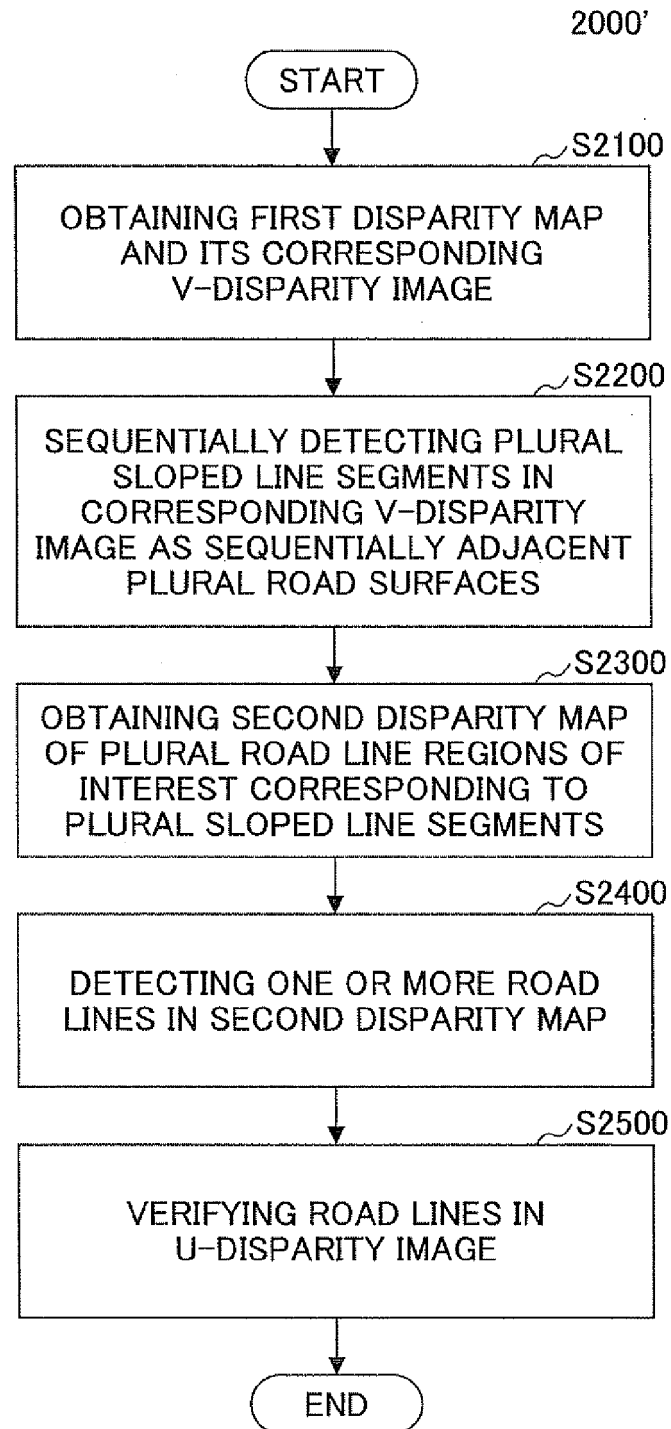 2000'
START
S2100
OBTAINING FIRST DISPARITY MAP
AND ITS CORRESPONDING
V-DISPARITY IMAGE
S2200
SEQUENTIALLY DETECTING PLURAL
SLOPED LINE SEGMENTS IN
CORRESPONDING V-DISPARITY
IMAGE AS SEQUENTIALLY ADJACENT
PLURAL ROAD SURFACES
S2300
OBTAINING SECOND DISPARITY MAP
OF PLURAL ROAD LINE REGIONS OF
INTEREST CORRESPONDING TO
PLURAL SLOPED LINE SEGMENTS
S2400
DETECTING ONE OR MORE ROAD
LINES IN SECOND DISPARITY MAP
S2500
VERIFYING ROAD LINES IN
U-DISPARITY IMAGE
END